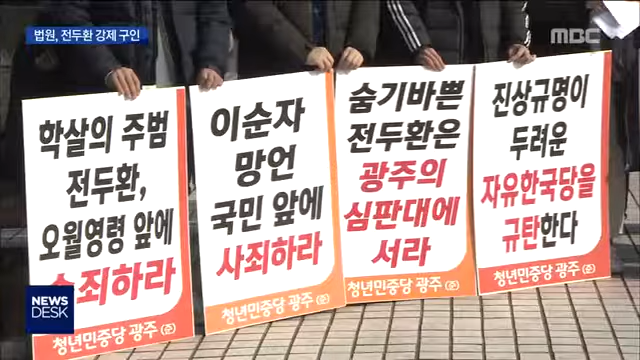 법원, 전두환 강제 구인
MBC
학살의 주범
전두환,
오월영령 앞에
죄하라
청년민중당 광주
이순자
망언
국민 앞에
사죄하라
청년민중당 광주
숨기바쁜
전두환은
광주의
심판대에
서라
청년민중당 광주
진상규명이
두려운
자유한국당을
규탄한다
청년민중당 광주
NEWS
DESK